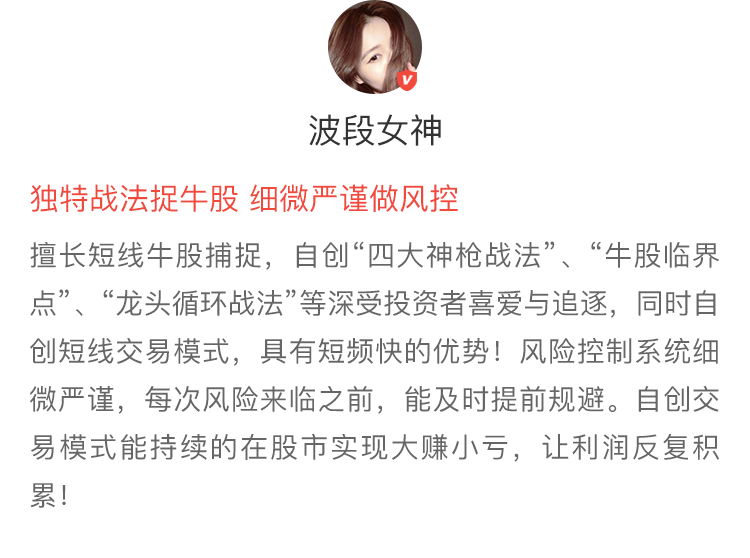 波段女神
独特战法捉牛股 细微严谨做风控
擅长短线牛股捕捉，自创“四大神枪战法”、“牛股临界
点”、“龙头循环战法”等深受投资者喜爱与追逐，同时自
创短线交易模式，具有短频快的优势！风险控制系统细
微严谨，每次风险来临之前，能及时提前规避。自创交
易模式能持续的在股市实现大赚小亏，让利润反复积
累！